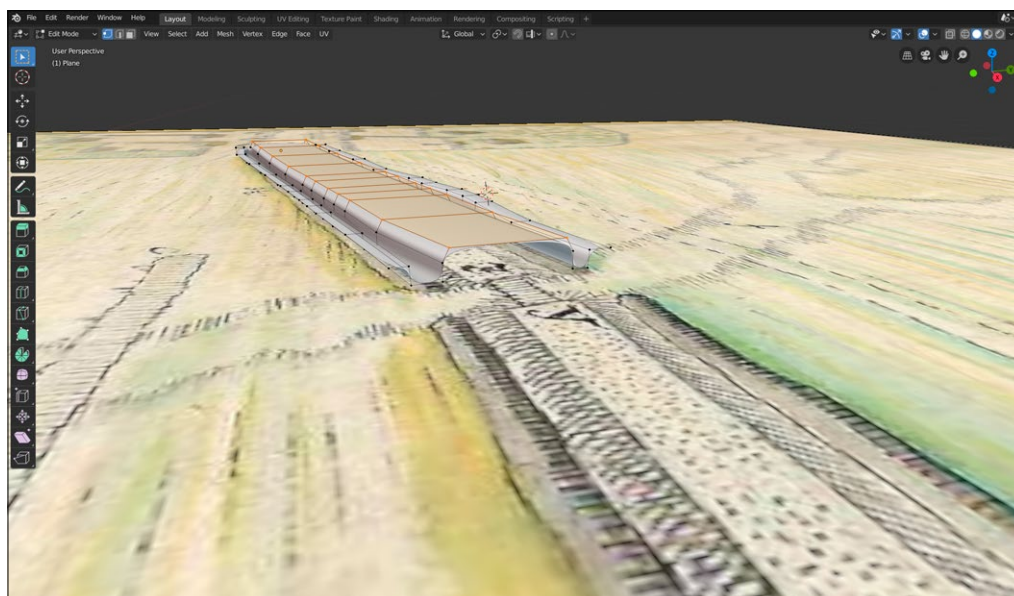 File Edit Render Window Help Layout Modeling Sculpting UV Editing Texture Paint Shading Animation Rendering Compositing Scripting +
Edit Mode View Select Add Mesh Vertex Edge Face UV Global
User Perspective
(1) Plane
Z
Y
X